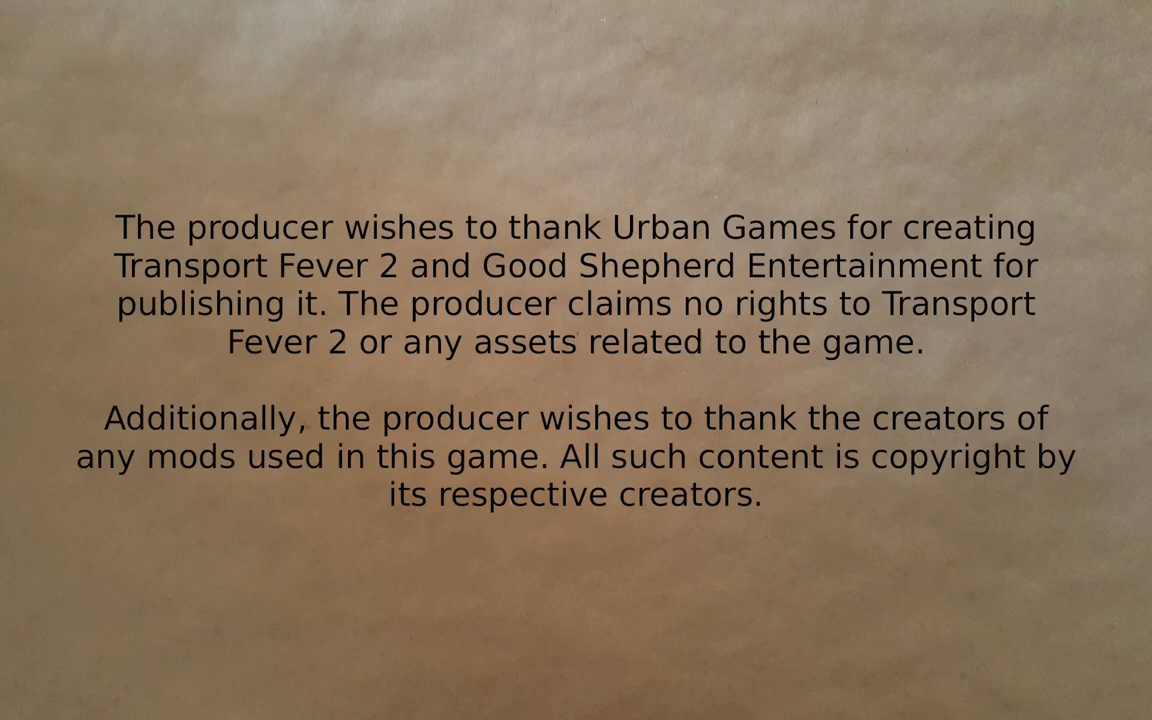 The producer wishes to thank Urban Games for creating
Transport Fever 2 and Good Shepherd Entertainment for
publishing it. The producer claims no rights to Transport
Fever 2 or any assets related to the game.
Additionally, the producer wishes to thank the creators of
any mods used in this game. All such content is copyright by
its respective creators.